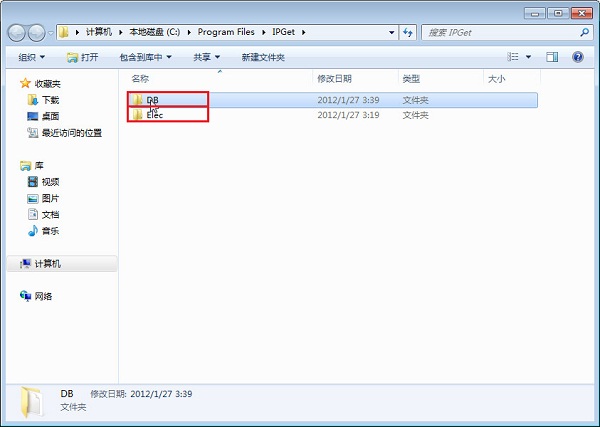 计算机 本地磁盘 (C:) Program Files IPGet 搜索 IPGet
组织 打开 包含到库中 共享 新建文件夹
名称 修改日期 类型 大小
收藏夹
下载
桌面
最近访问的位置
库
视频
图片
文档
音乐
计算机
网络
DB 2012/1/27 3:39 文件夹
Elec 2012/1/27 3:19 文件夹
DB 修改日期: 2012/1/27 3:39
文件夹